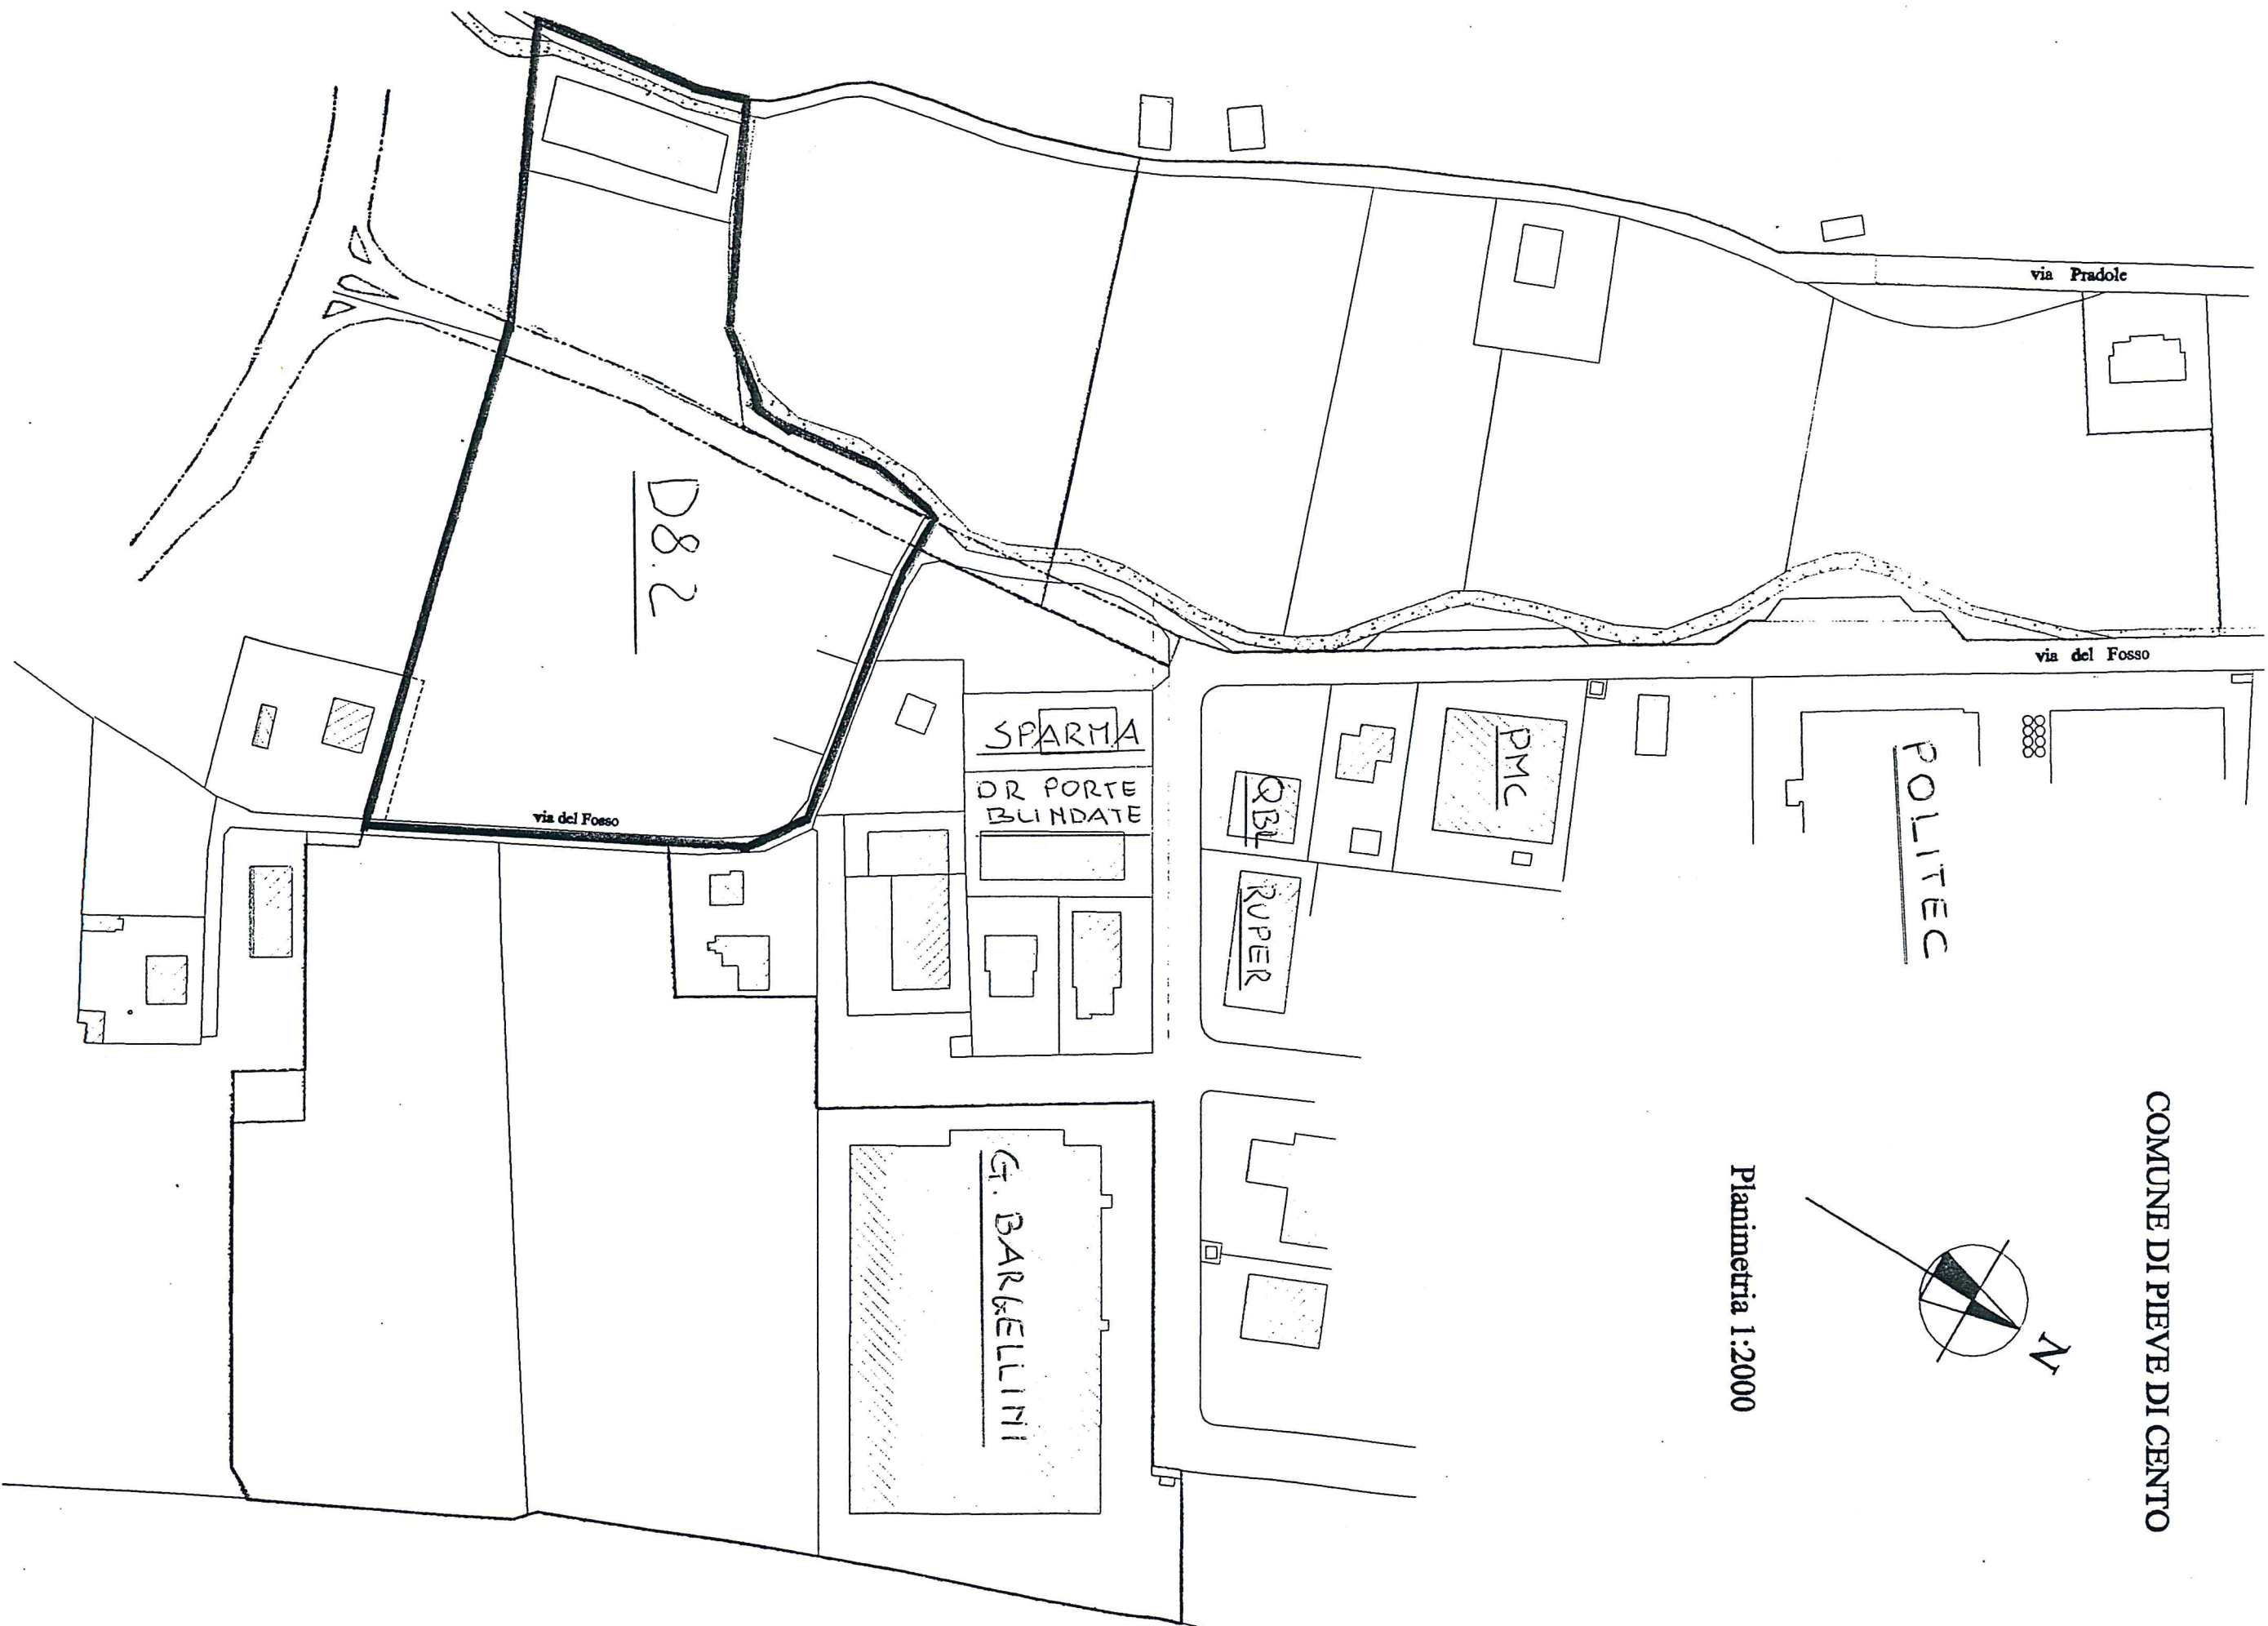 COMUNE DI PIEVE DI CENTO
Planimetria 1:2000
N
via Pradole
via del Fosso
POLITEC
PMC
QBL
RUPER
SPARMA
DR PORTE
BLINDATE
D8.2
via del Fosso
G. BARGELLINI